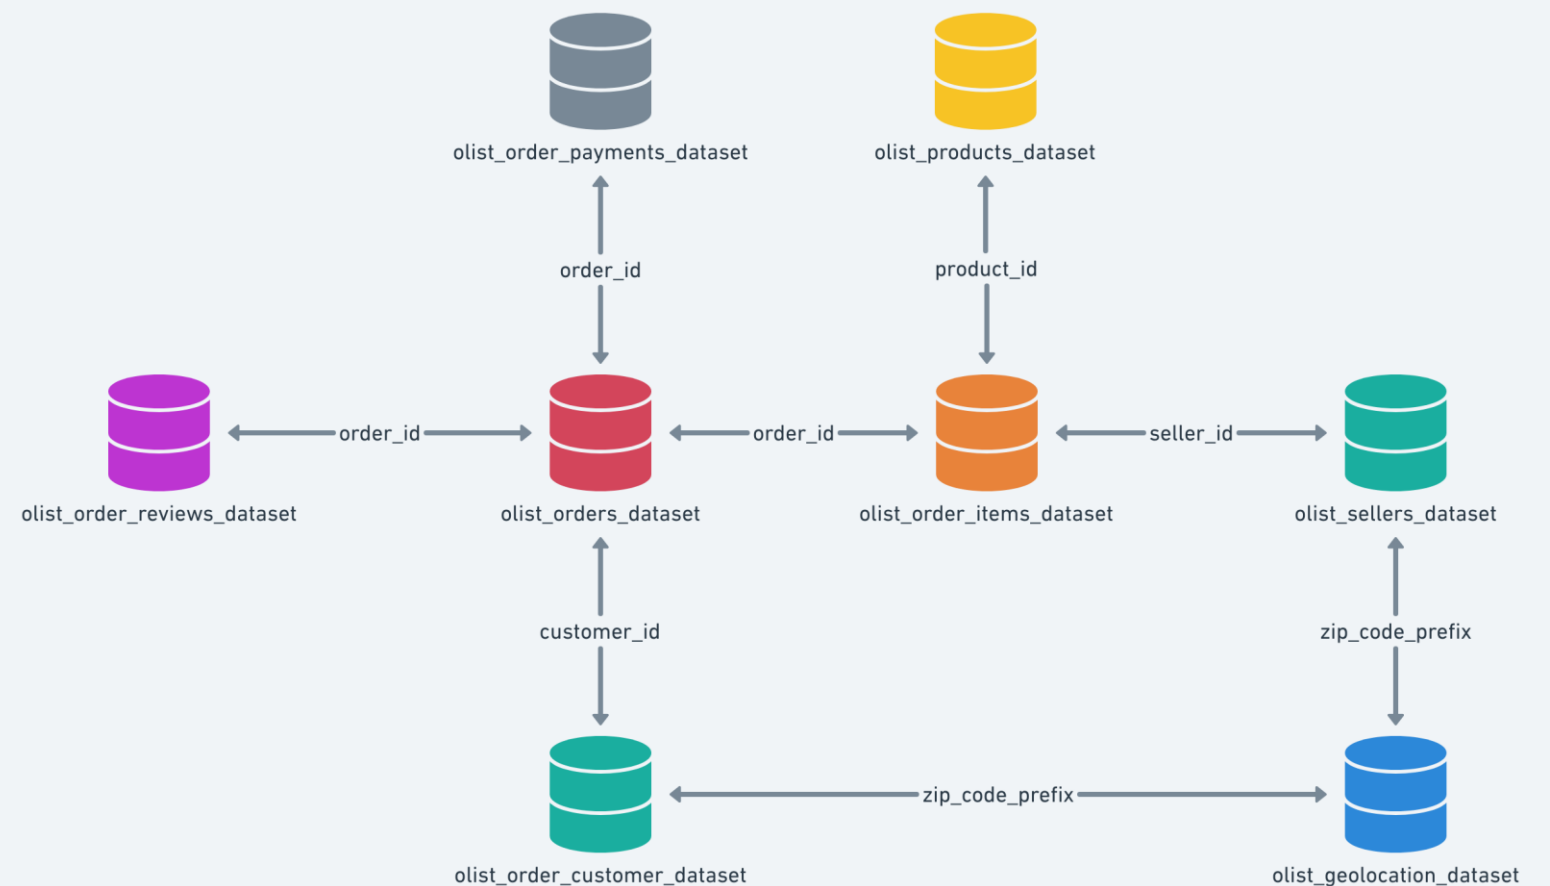 olist_order_payments_dataset
olist_products_dataset
order_id
product_id
order_id
order_id
seller_id
olist_order_reviews_dataset
olist_orders_dataset
olist_order_items_dataset
olist_sellers_dataset
customer_id
zip_code_prefix
zip_code_prefix
olist_order_customer_dataset
olist_geolocation_dataset